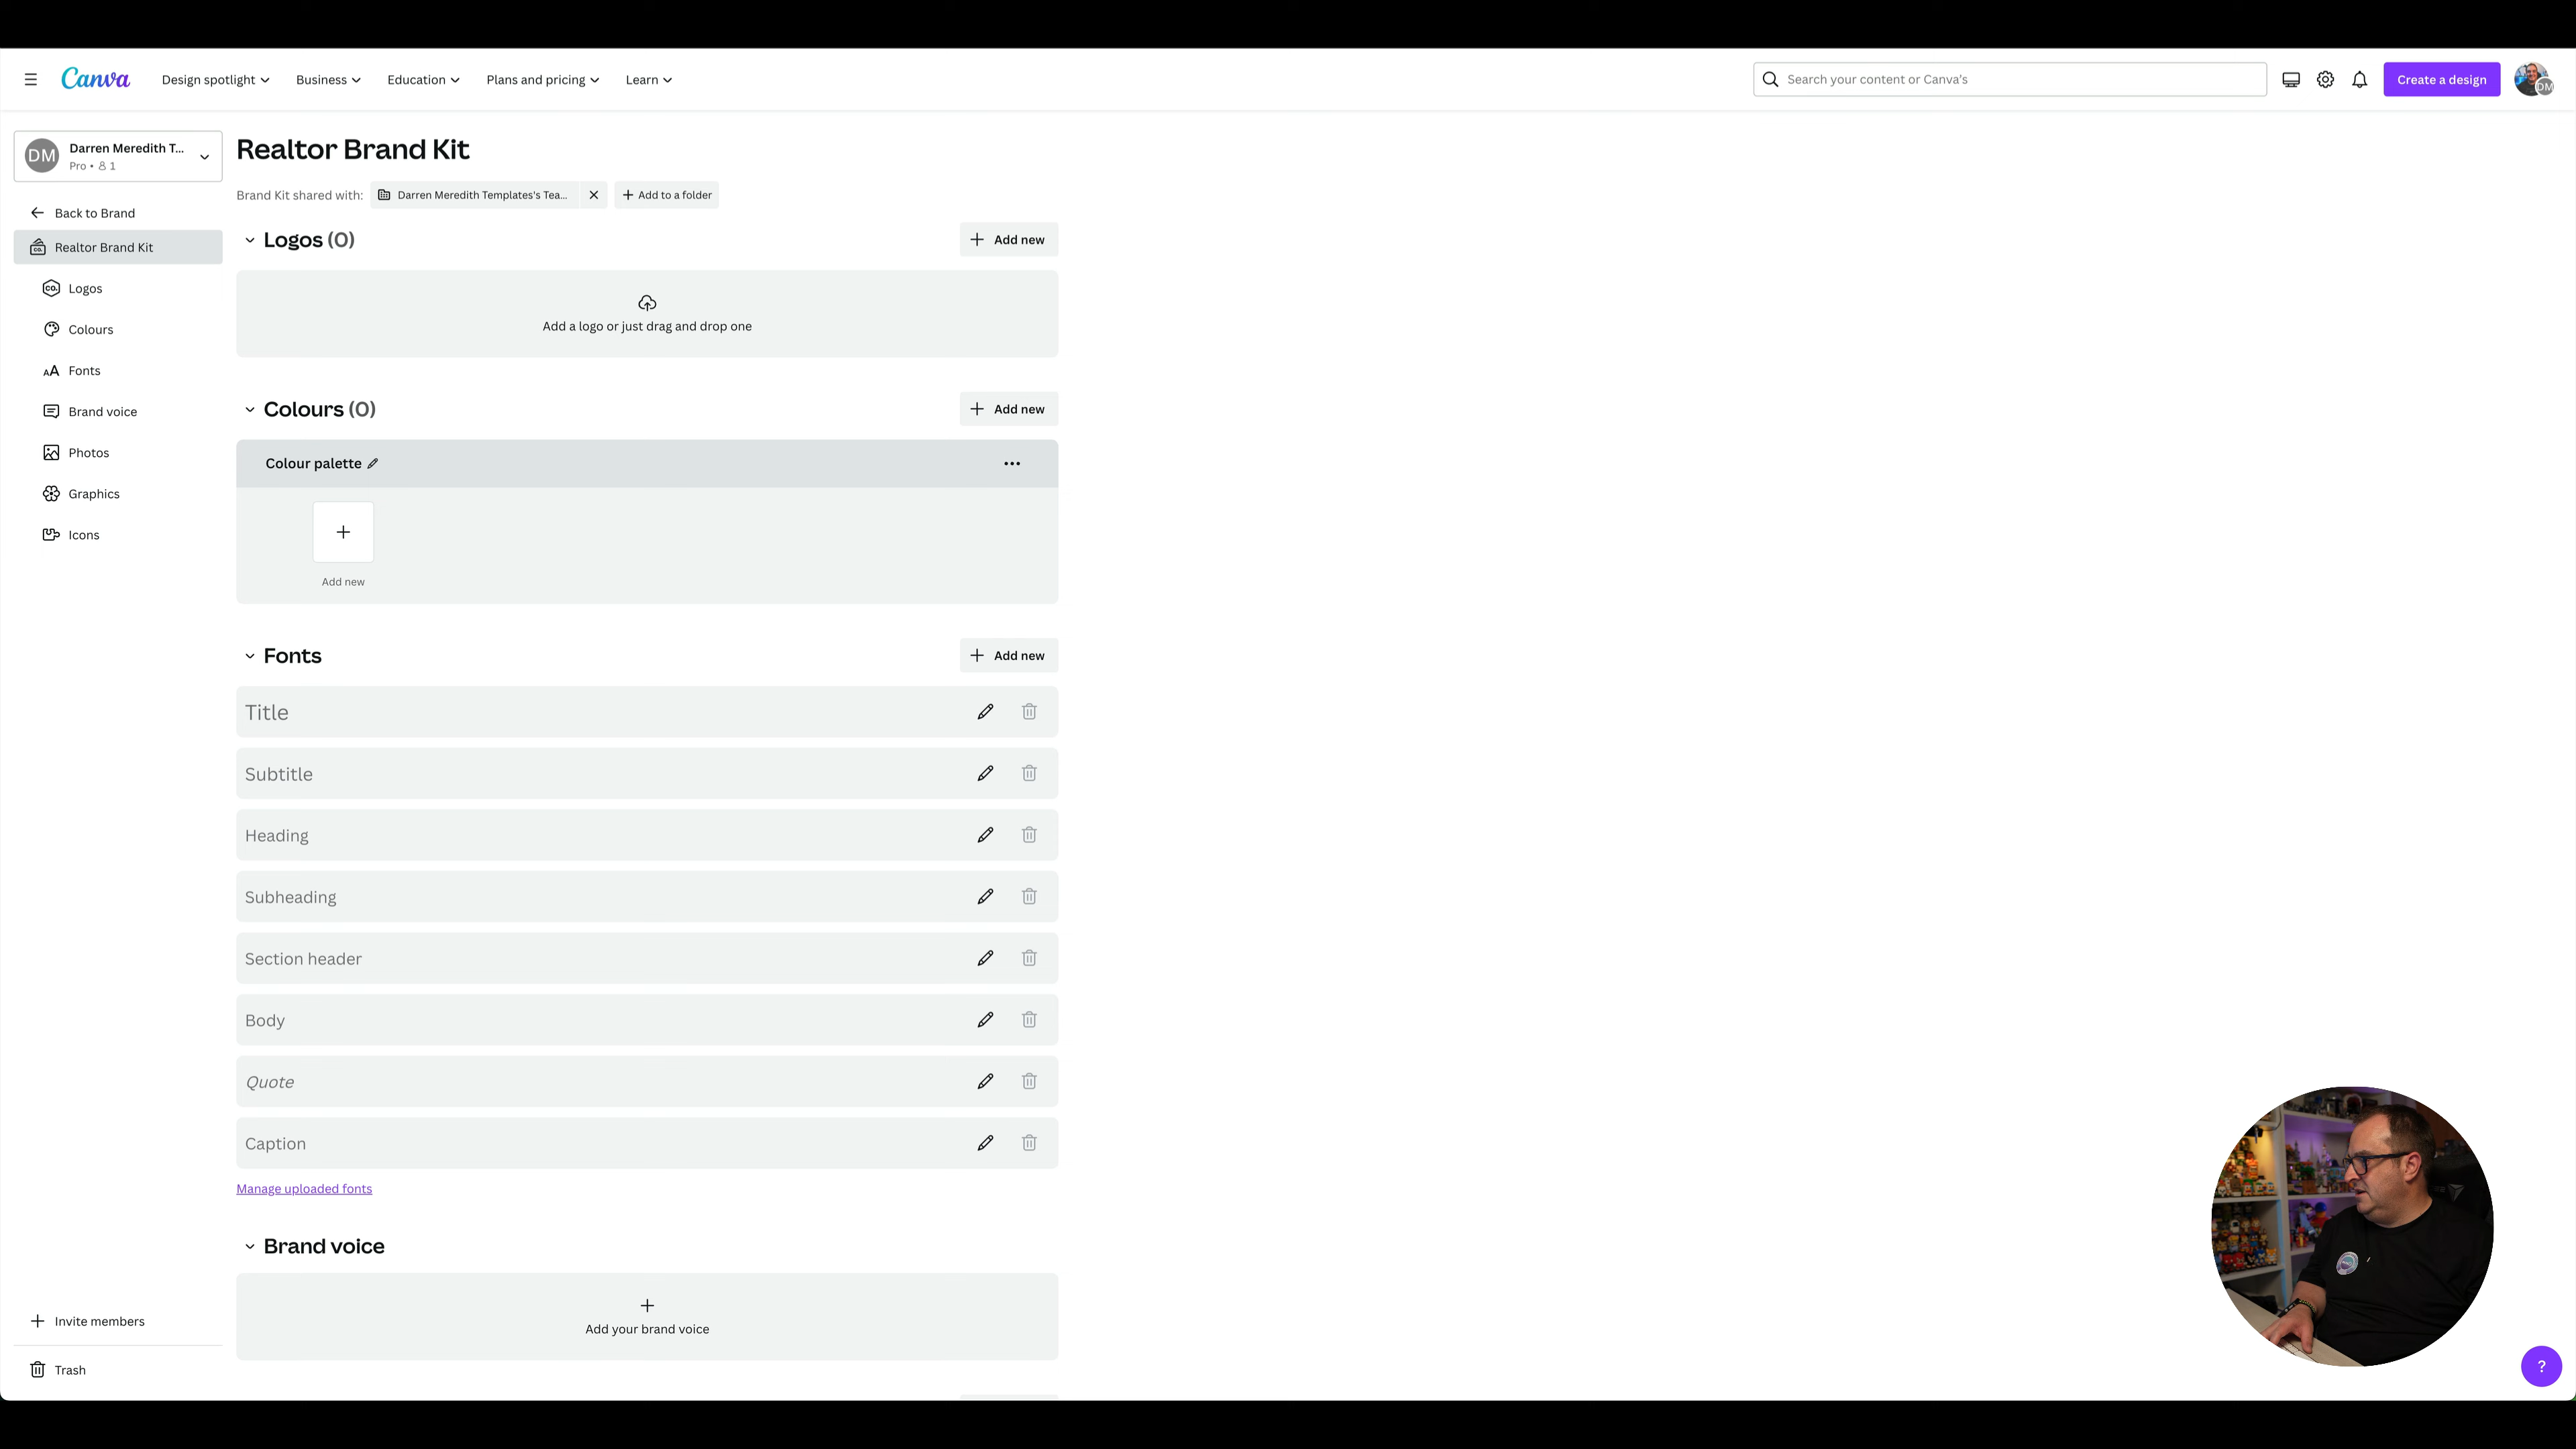 Canva
Design spotlight
Business
Education
Plans and pricing
Learn
Search your content or Canva's
Create a design
DM
DM
Darren Meredith T...
Pro • 1
Back to Brand
Realtor Brand Kit
Logos
Colours
Fonts
Brand voice
Photos
Graphics
Icons
Invite members
Trash
Realtor Brand Kit
Brand Kit shared with:
Darren Meredith Templates's Tea...
Add to a folder
Logos (0)
Add new
Add a logo or just drag and drop one
Colours (0)
Add new
Colour palette
Add new
Fonts
Add new
Title
Subtitle
Heading
Subheading
Section header
Body
Quote
Caption
Manage uploaded fonts
Brand voice
Add your brand voice
?